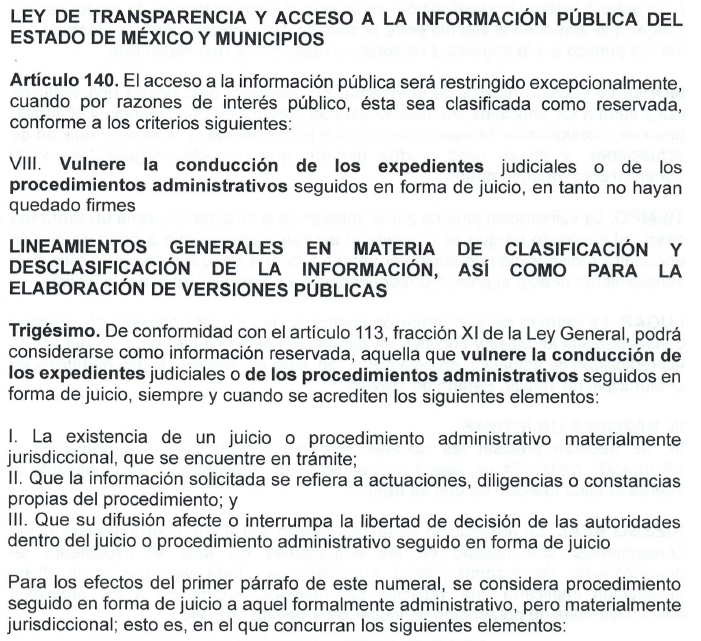 LEY DE TRANSPARENCIA Y ACCESO A LA INFORMACIÓN PÚBLICA DEL
ESTADO DE MÉXICO Y MUNICIPIOS
Artículo 140. El acceso a la información pública será restringido excepcionalmente,
cuando por razones de interés público, ésta sea clasificada como reservada,
conforme a los criterios siguientes:
VIII. Vulnere la conducción de los expedientes judiciales o de los
procedimientos administrativos seguidos en forma de juicio, en tanto no hayan
quedado firmes
LINEAMIENTOS GENERALES EN MATERIA DE CLASIFICACIÓN Y
DESCLASIFICACIÓN DE LA INFORMACIÓN, ASÍ COMO PARA LA
ELABORACIÓN DE VERSIONES PÚBLICAS
Trigésimo. De conformidad con el artículo 113, fracción XI de la Ley General, podrá
considerarse como información reservada, aquella que vulnere la conducción de
los expedientes judiciales o de los procedimientos administrativos seguidos en
forma de juicio, siempre y cuando se acrediten los siguientes elementos:
I. La existencia de un juicio o procedimiento administrativo materialmente
jurisdiccional, que se encuentre en trámite;
II. Que la información solicitada se refiera a actuaciones, diligencias o constancias
propias del procedimiento; y
III. Que su difusión afecte o interrumpa la libertad de decisión de las autoridades
dentro del juicio o procedimiento administrativo seguido en forma de juicio
Para los efectos del primer párrafo de este numeral, se considera procedimiento
seguido en forma de juicio a aquel formalmente administrativo, pero materialmente
jurisdiccional; esto es, en el que concurran los siguientes elementos: